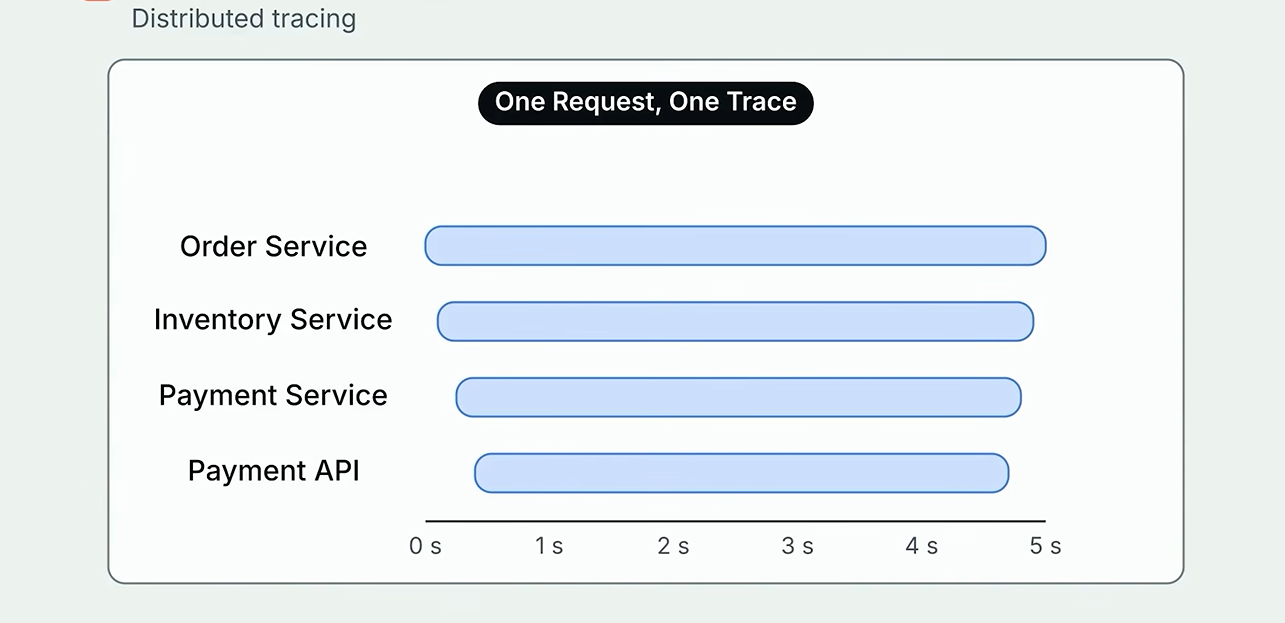 Distributed tracing
One Request, One Trace
Order Service
Inventory Service
Payment Service
Payment API
0 s 1 s 2 s 3 s 4 s 5 s